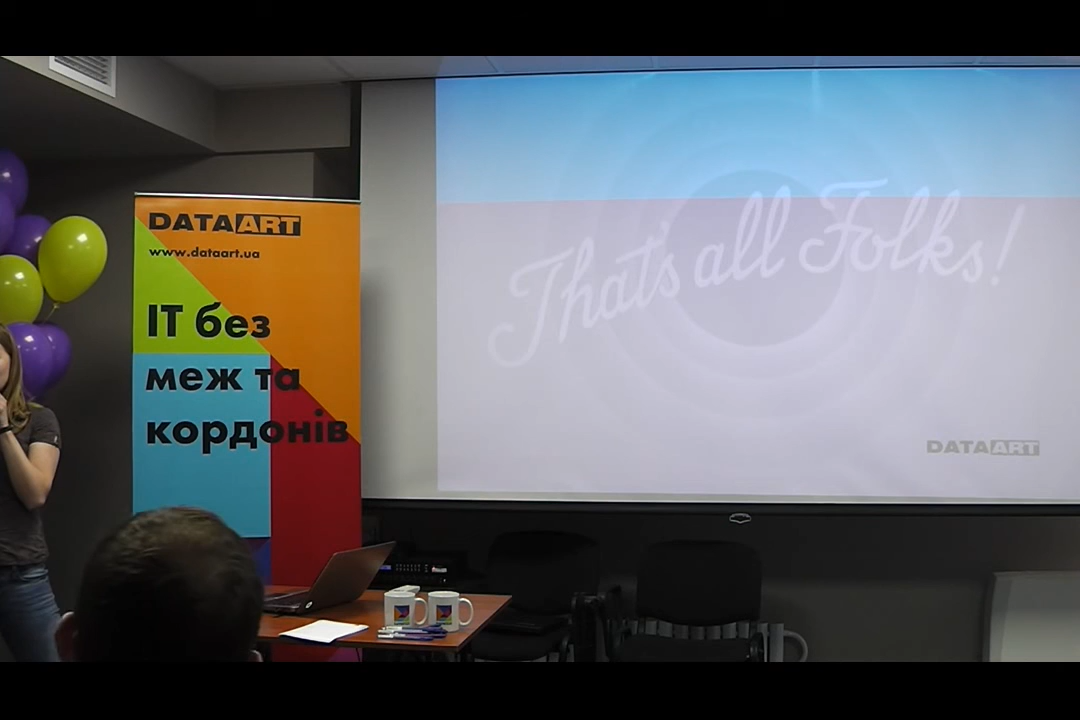 DATAART
www.dataart.ua
IT без
меж та
кордонів
That's all Folks!
DATAART